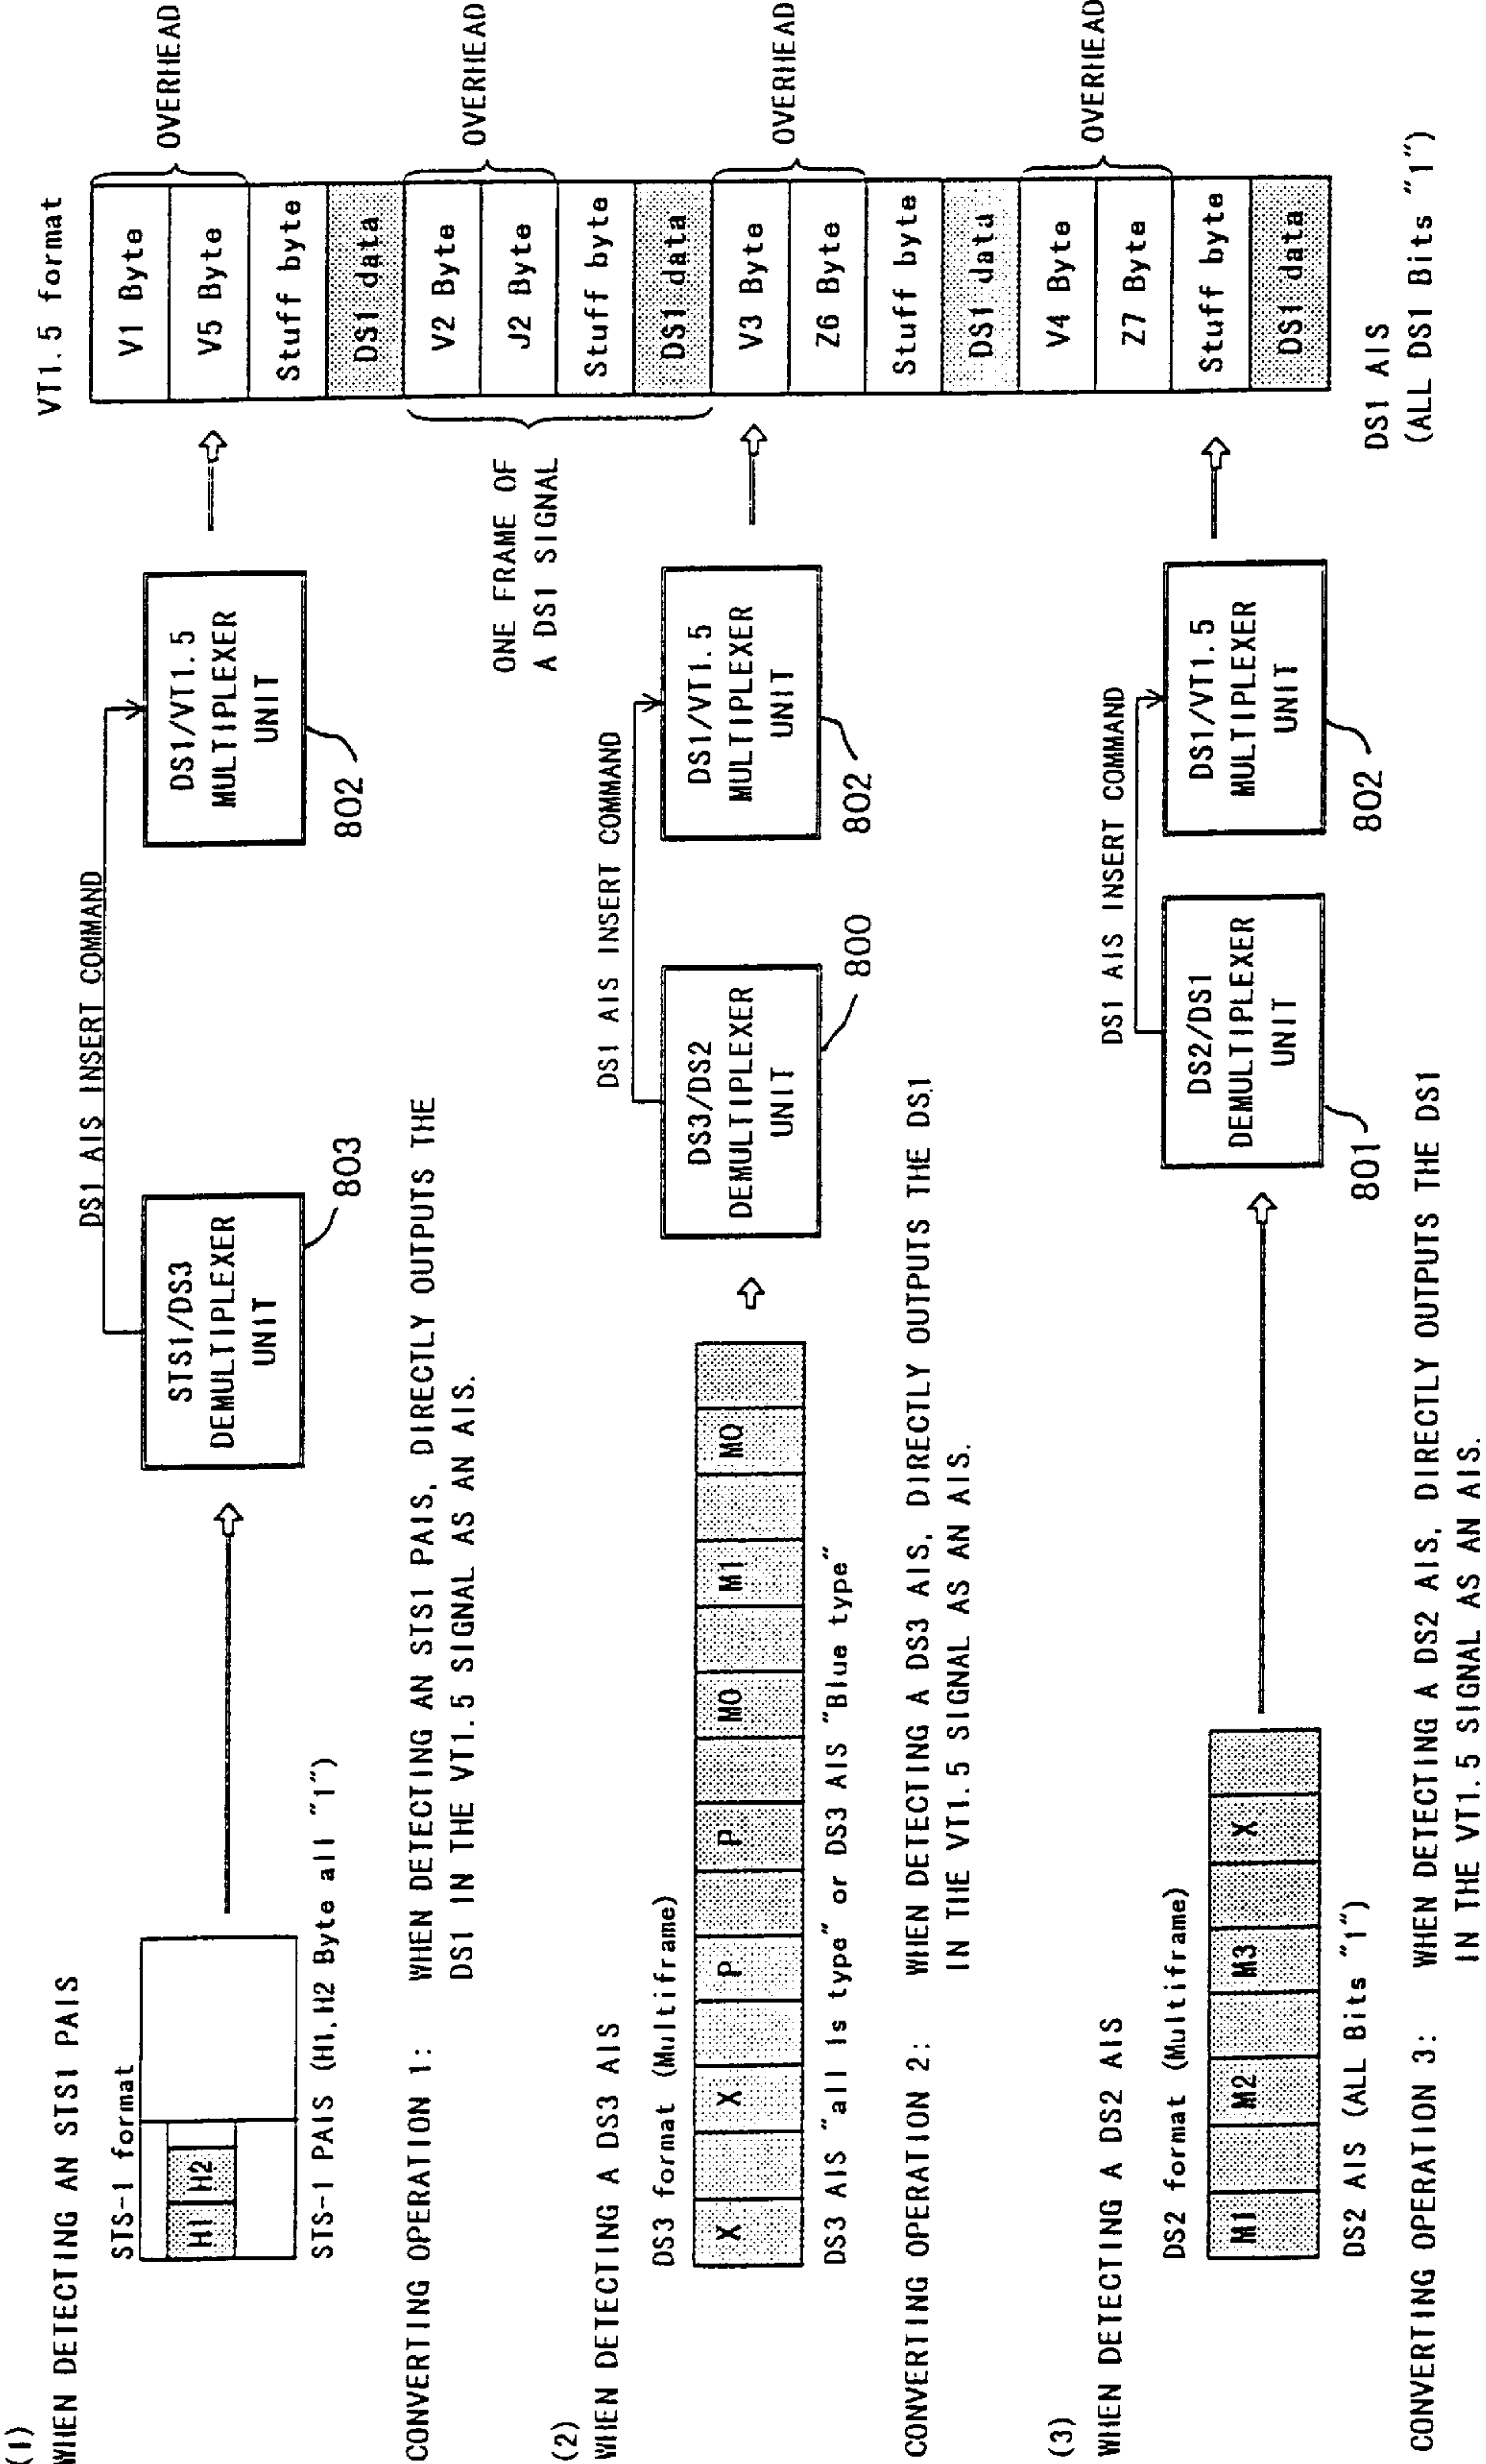 (1)
WHEN DETECTING AN STS1 PAIS
STS-1 format
H1 H2
STS-1 PAIS (H1,H2 Byte all "1")
DS1 AIS INSERT COMMAND
STS1/DS3
DEMULTIPLEXER
UNIT
803
DS1/VT1.5
MULTIPLEXER
UNIT
802
CONVERTING OPERATION 1: WHEN DETECTING AN STS1 PAIS, DIRECTLY OUTPUTS THE
DS1 IN THE VT1.5 SIGNAL AS AN AIS.
(2)
WHEN DETECTING A DS3 AIS
DS3 format (Multiframe)
X X P P M0 M1 M0
DS3 AIS "all 1s type" or DS3 AIS "Blue type"
DS1 AIS INSERT COMMAND
DS3/DS2
DEMULTIPLEXER
UNIT
800
DS1/VT1.5
MULTIPLEXER
UNIT
802
CONVERTING OPERATION 2: WHEN DETECTING A DS3 AIS, DIRECTLY OUTPUTS THE DS1
IN THE VT1.5 SIGNAL AS AN AIS.
(3)
WHEN DETECTING A DS2 AIS
DS2 format (Multiframe)
M1 M2 M3 X
DS2 AIS (ALL Bits "1")
DS1 AIS INSERT COMMAND
DS2/DS1
DEMULTIPLEXER
UNIT
801
DS1/VT1.5
MULTIPLEXER
UNIT
802
CONVERTING OPERATION 3: WHEN DETECTING A DS2 AIS, DIRECTLY OUTPUTS THE DS1
IN THE VT1.5 SIGNAL AS AN AIS.
VT1.5 format
V1 Byte
V5 Byte
OVERHEAD
Stuff byte
DS1 data
V2 Byte
J2 Byte
OVERHEAD
Stuff byte
DS1 data
ONE FRAME OF
A DS1 SIGNAL
V3 Byte
Z6 Byte
OVERHEAD
Stuff byte
DS1 data
V4 Byte
Z7 Byte
OVERHEAD
Stuff byte
DS1 data
DS1 AIS
(ALL DS1 Bits "1")